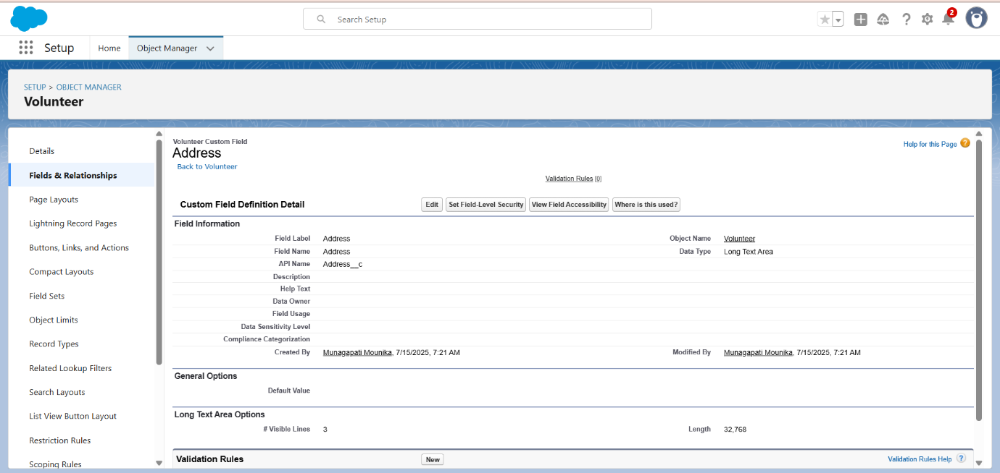 Search Setup
2
Setup
Home
Object Manager
SETUP > OBJECT MANAGER
Volunteer
Details
Fields & Relationships
Page Layouts
Lightning Record Pages
Buttons, Links, and Actions
Compact Layouts
Field Sets
Object Limits
Record Types
Related Lookup Filters
Search Layouts
List View Button Layout
Restriction Rules
Scoping Rules
Volunteer Custom Field
Address
Back to Volunteer
Help for this Page ?
Validation Rules [0]
Custom Field Definition Detail Edit Set Field-Level Security View Field Accessibility Where is this used?
Field Information
Field Label Address Object Name Volunteer
Field Name Address Data Type Long Text Area
API Name Address__c
Description
Help Text
Data Owner
Field Usage
Data Sensitivity Level
Compliance Categorization
Created By Munagapati Mounika, 7/15/2025, 7:21 AM Modified By Munagapati Mounika, 7/15/2025, 7:21 AM
General Options
Default Value
Long Text Area Options
# Visible Lines 3 Length 32,768
Validation Rules New Validation Rules Help ?